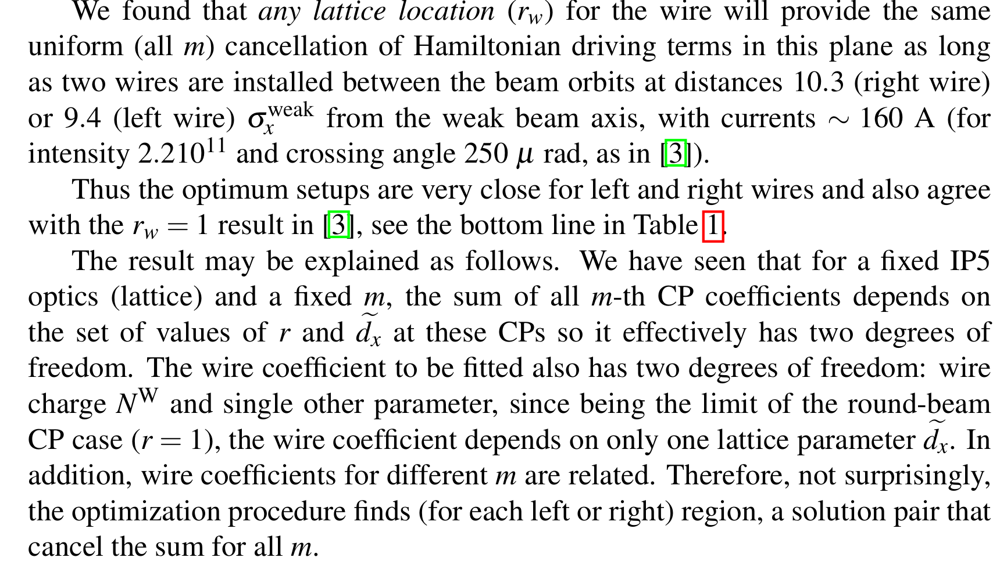 We found that any lattice location (r_w) for the wire will provide the same
uniform (all m) cancellation of Hamiltonian driving terms in this plane as long
as two wires are installed between the beam orbits at distances 10.3 (right wire)
or 9.4 (left wire) σ_x^weak from the weak beam axis, with currents ∼ 160 A (for
intensity 2.210^11 and crossing angle 250 μ rad, as in [3]).
Thus the optimum setups are very close for left and right wires and also agree
with the r_w = 1 result in [3], see the bottom line in Table 1.
The result may be explained as follows. We have seen that for a fixed IP5
optics (lattice) and a fixed m, the sum of all m-th CP coefficients depends on
the set of values of r and d̃_x at these CPs so it effectively has two degrees of
freedom. The wire coefficient to be fitted also has two degrees of freedom: wire
charge N^W and single other parameter, since being the limit of the round-beam
CP case (r = 1), the wire coefficient depends on only one lattice parameter d̃_x. In
addition, wire coefficients for different m are related. Therefore, not surprisingly,
the optimization procedure finds (for each left or right) region, a solution pair that
cancel the sum for all m.